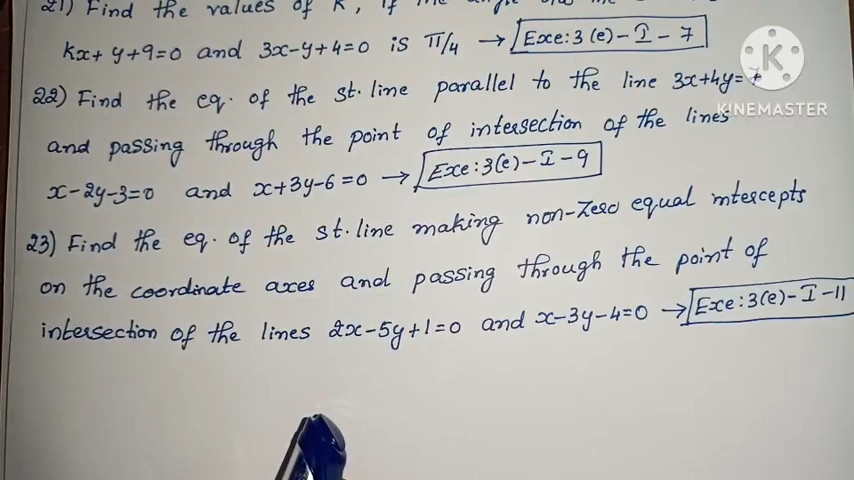 21) Find the values of K, if the angle
kx+y+9=0 and 3x-y+4=0 is π/4 → Exe:3(e)-I-7
22) Find the eq. of the st.line parallel to the line 3x+4y=
and passing through the point of intersection of the lines
x-2y-3=0 and x+3y-6=0 → Exe:3(e)-I-9
23) Find the eq. of the st.line making non-Zero equal intercepts
on the coordinate axes and passing through the point of
intersection of the lines 2x-5y+1=0 and x-3y-4=0 → Exe:3(e)-I-11
K
KINEMASTER